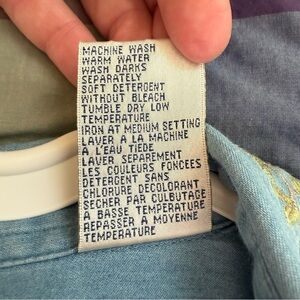 MACHINE WASH
WARM WATER
WASH DARKS
SEPARATELY
SOFT DETERGENT
WITHOUT BLEACH
TUMBLE DRY LOW
TEMPERATURE
IRON AT MEDIUM SETTING
LAVER A LA MACHINE
A L'EAU TIEDE
LAVER SEPAREMENT
LES COULEURS FONCEES
DETERGENT SANS
CHLORURE DECOLORANT
SECHER PAR CULBUTAGE
A BASSE TEMPERATURE
REPASSER A MOYENNE
TEMPERATURE